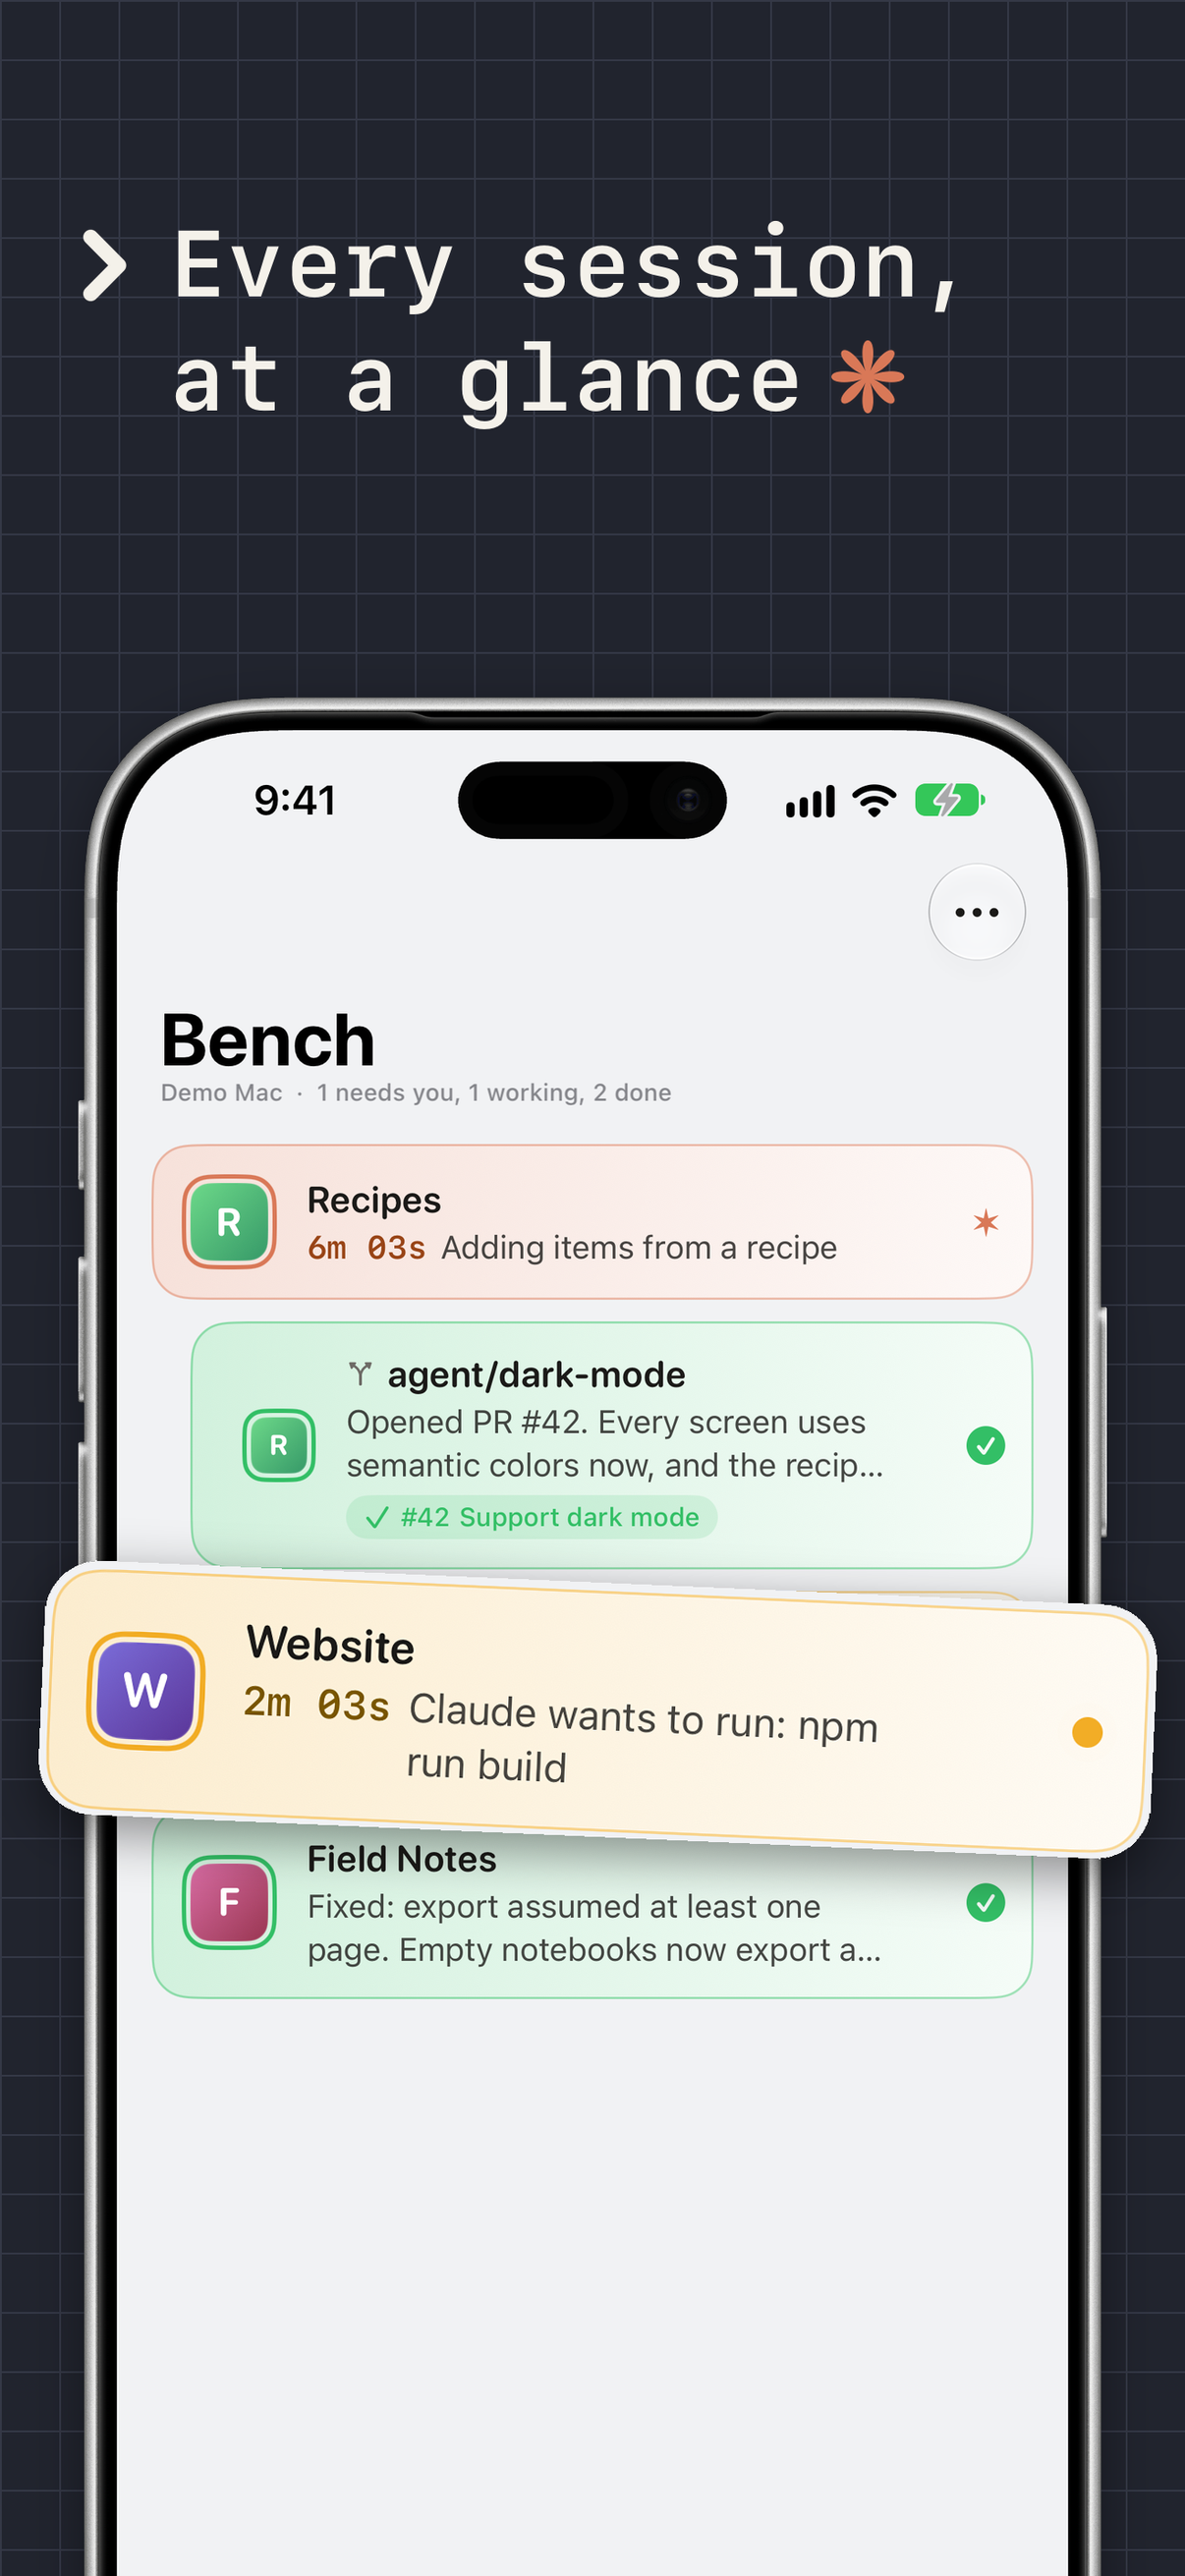 Every session,
at a glance
9:41
Bench
Demo Mac · 1 needs you, 1 working, 2 done
R
Recipes
6m 03s Adding items from a recipe
agent/dark-mode
R
Opened PR #42. Every screen uses
semantic colors now, and the recip...
#42 Support dark mode
Website
W
2m 03s Claude wants to run: npm
run build
Field Notes
F
Fixed: export assumed at least one
page. Empty notebooks now export a...